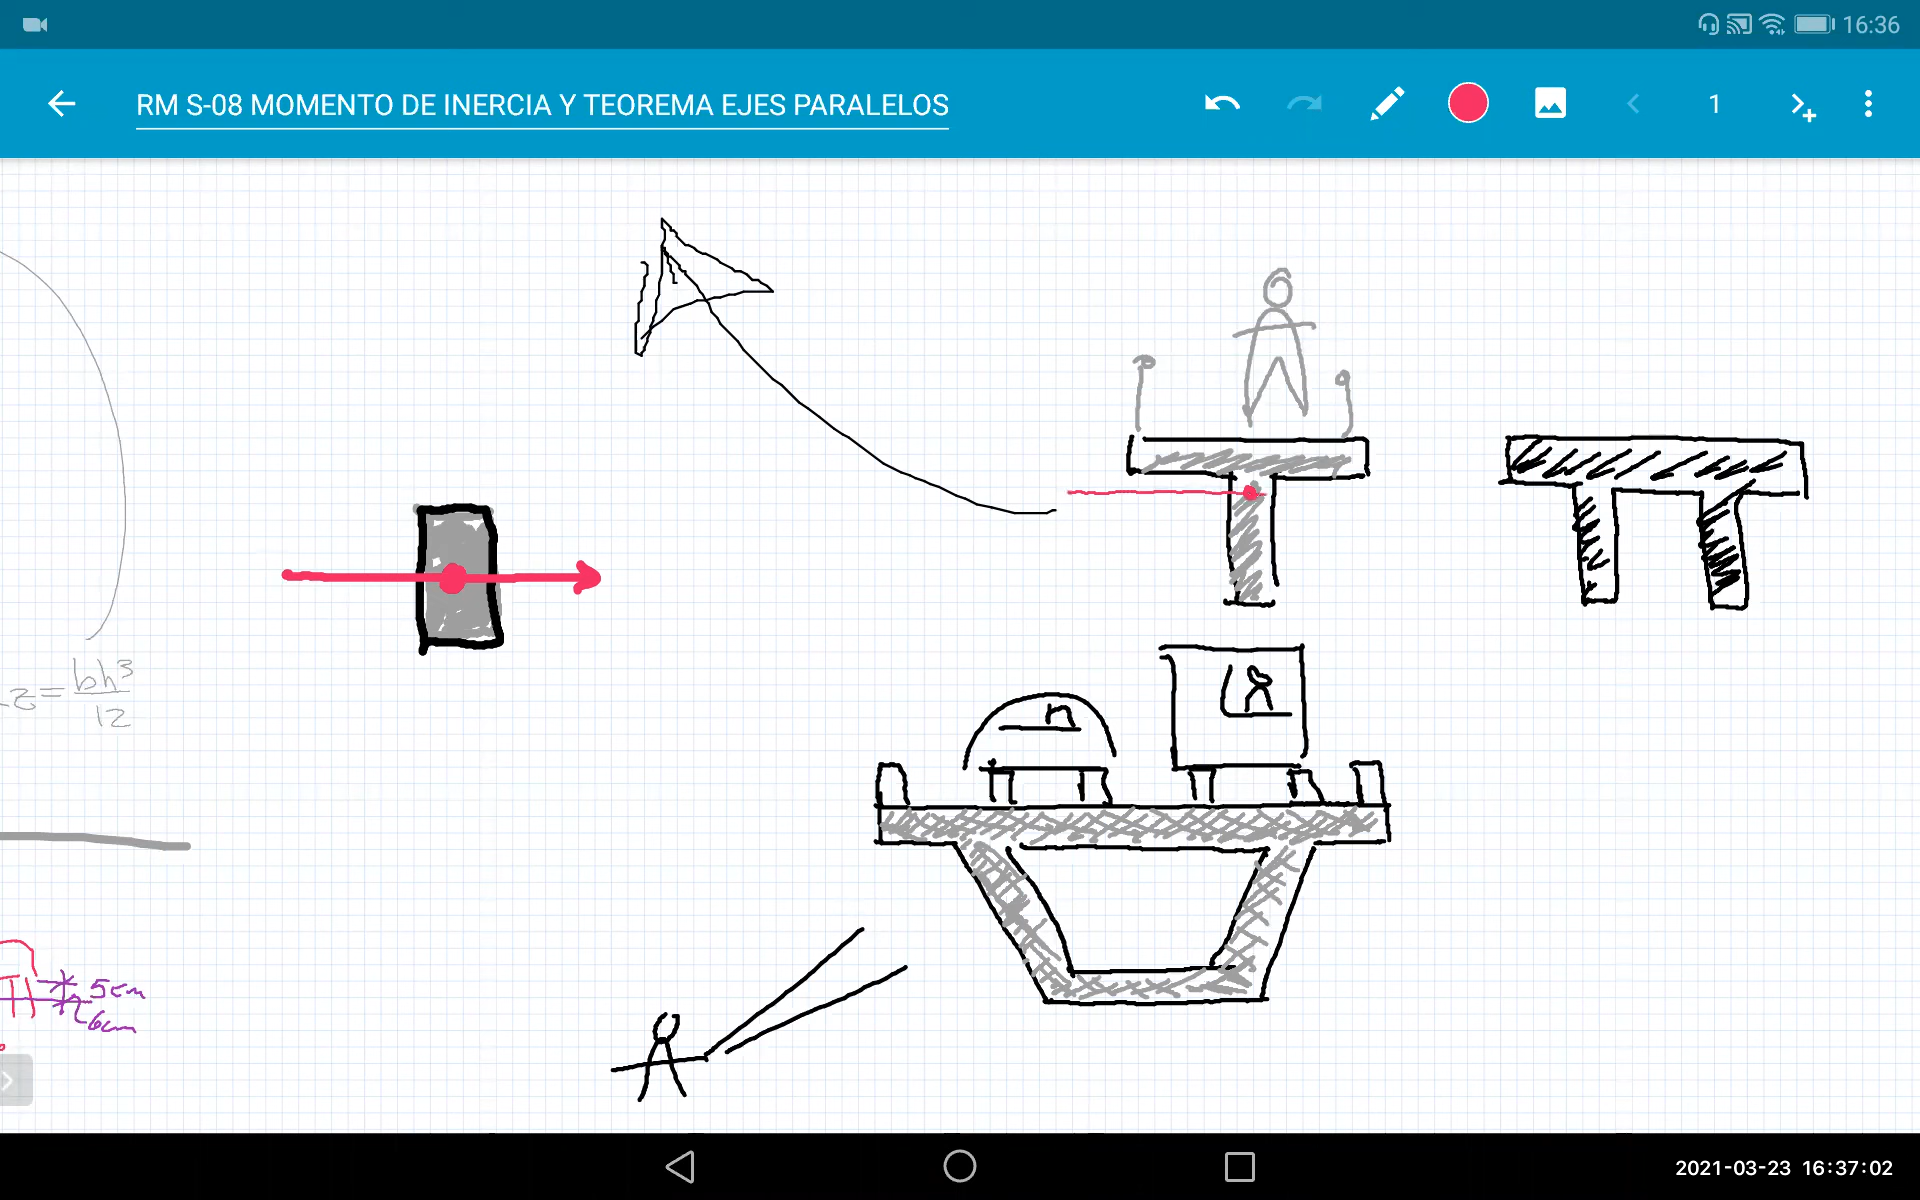 16:36
RM S-08 MOMENTO DE INERCIA Y TEOREMA EJES PARALELOS
1
z = bh³
12
5cm
6cm
2021-03-23 16:37:02